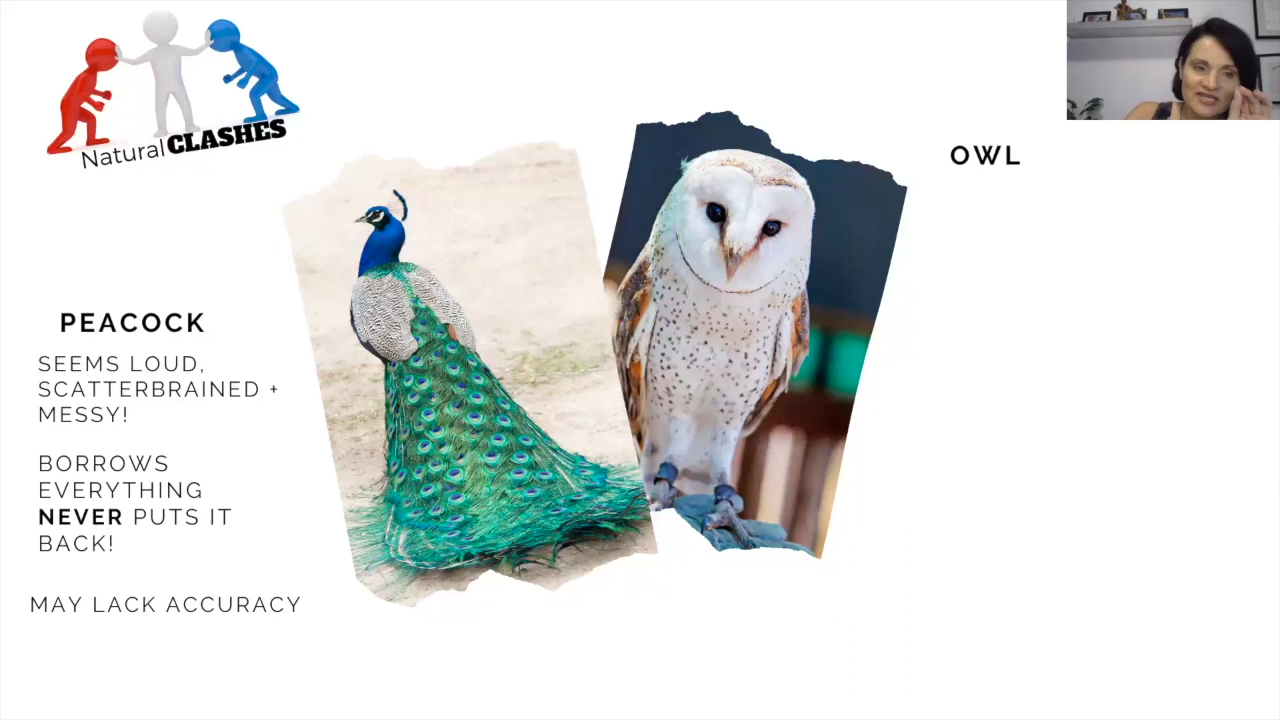 Natural CLASHES
OWL
PEACOCK
SEEMS LOUD,
SCATTERBRAINED +
MESSY!
BORROWS
EVERYTHING
NEVER PUTS IT
BACK!
MAY LACK ACCURACY